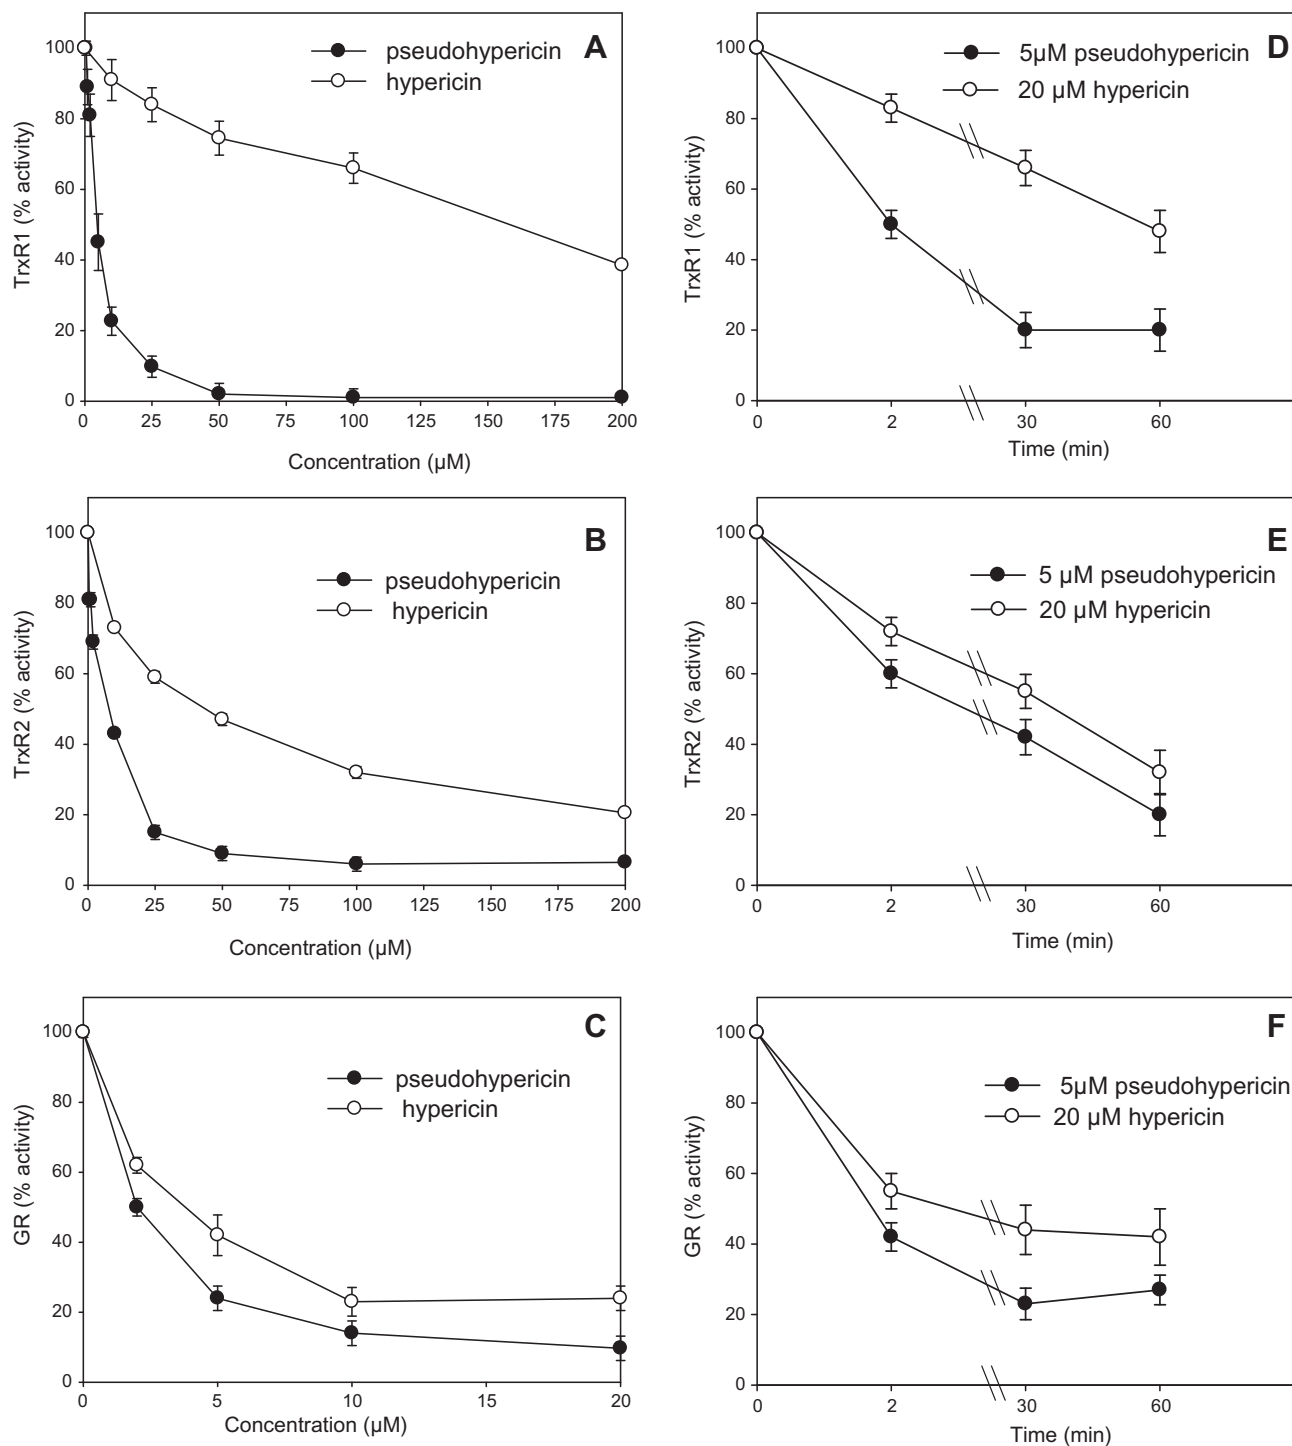 A
pseudohypericin
hypericin
TrxR1 (% activity)
100
80
60
40
20
0
0 25 50 75 100 125 150 175 200
Concentration (µM)
D
5µM pseudohypericin
20 µM hypericin
TrxR1 (% activity)
100
80
60
40
20
0
0 2 30 60
Time (min)
B
pseudohypericin
hypericin
TrxR2 (% activity)
100
80
60
40
20
0
0 25 50 75 100 125 150 175 200
Concentration (µM)
E
5 µM pseudohypericin
20 µM hypericin
TrxR2 (% activity)
100
80
60
40
20
0
0 2 30 60
Time (min)
C
pseudohypericin
hypericin
GR (% activity)
100
80
60
40
20
0
0 5 10 15 20
Concentration (µM)
F
5µM pseudohypericin
20 µM hypericin
GR (% activity)
100
80
60
40
20
0
0 2 30 60
Time (min)